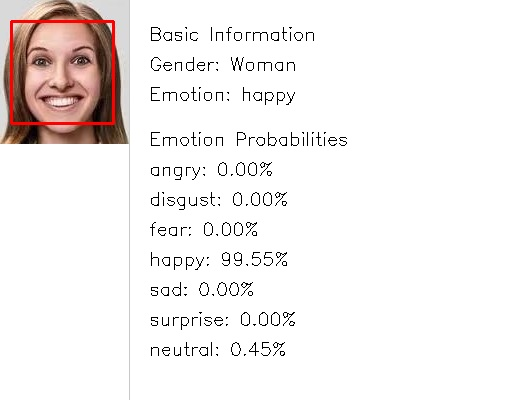 Basic Information
Gender: Woman
Emotion: happy
Emotion Probabilities
angry: 0.00%
disgust: 0.00%
fear: 0.00%
happy: 99.55%
sad: 0.00%
surprise: 0.00%
neutral: 0.45%